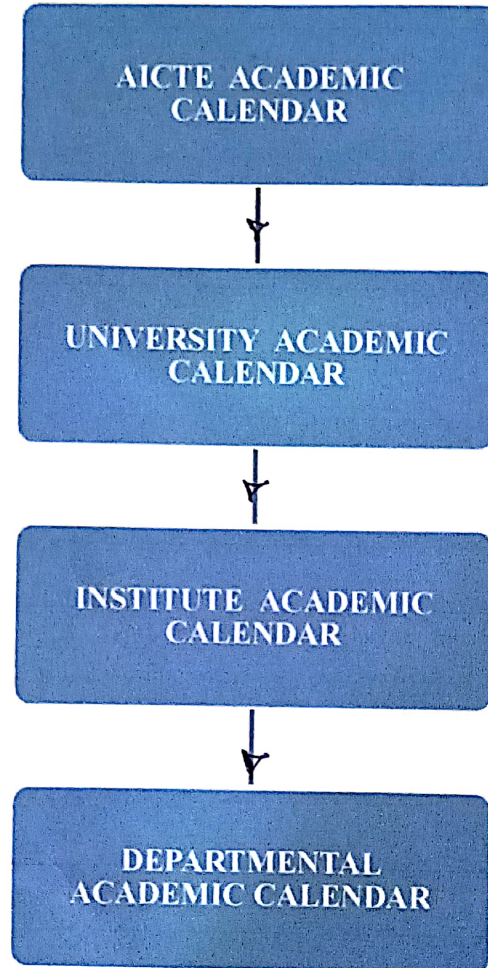 AICTE ACADEMIC
CALENDAR
UNIVERSITY ACADEMIC
CALENDAR
INSTITUTE ACADEMIC
CALENDAR
DEPARTMENTAL
ACADEMIC CALENDAR